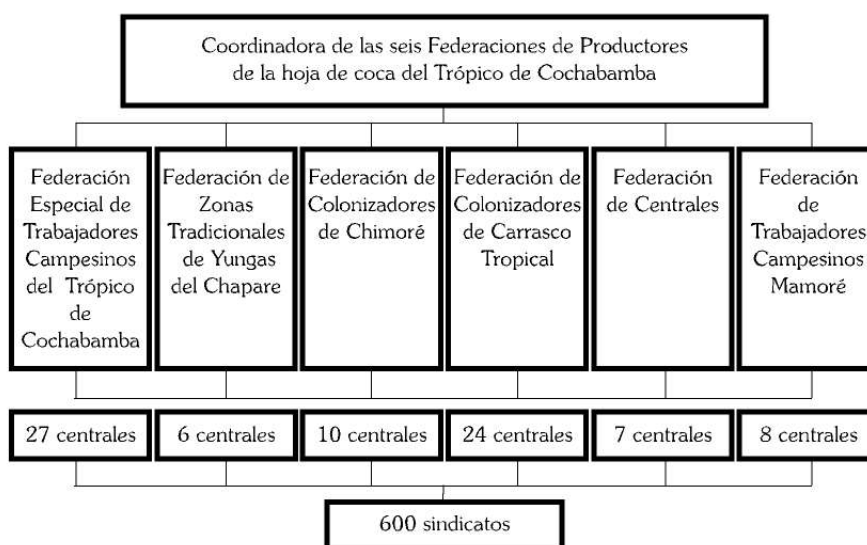 Coordinadora de las seis Federaciones de Productores
de la hoja de coca del Trópico de Cochabamba
Federación
Especial de
Trabajadores
Campesinos
del Trópico
de
Cochabamba
Federación de
Zonas
Tradicionales
de Yungas
del Chapare
Federación de
Colonizadores
de Chimoré
Federación de
Colonizadores
de Carrasco
Tropical
Federación
de Centrales
Federación
de
Trabajadores
Campesinos
Mamoré
27 centrales
6 centrales
10 centrales
24 centrales
7 centrales
8 centrales
600 sindicatos